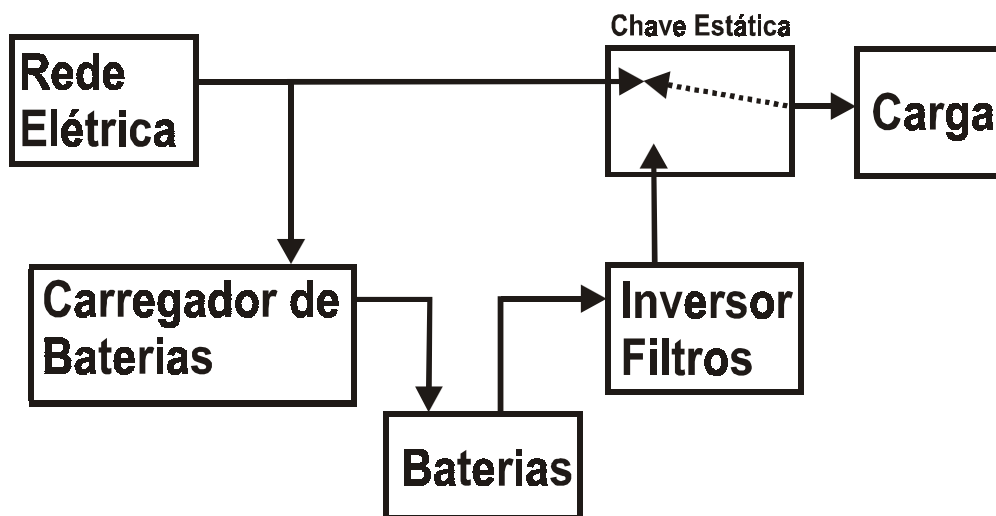 Chave Estática
Rede
Elétrica
Carga
Carregador de
Baterias
Inversor
Filtros
Baterias